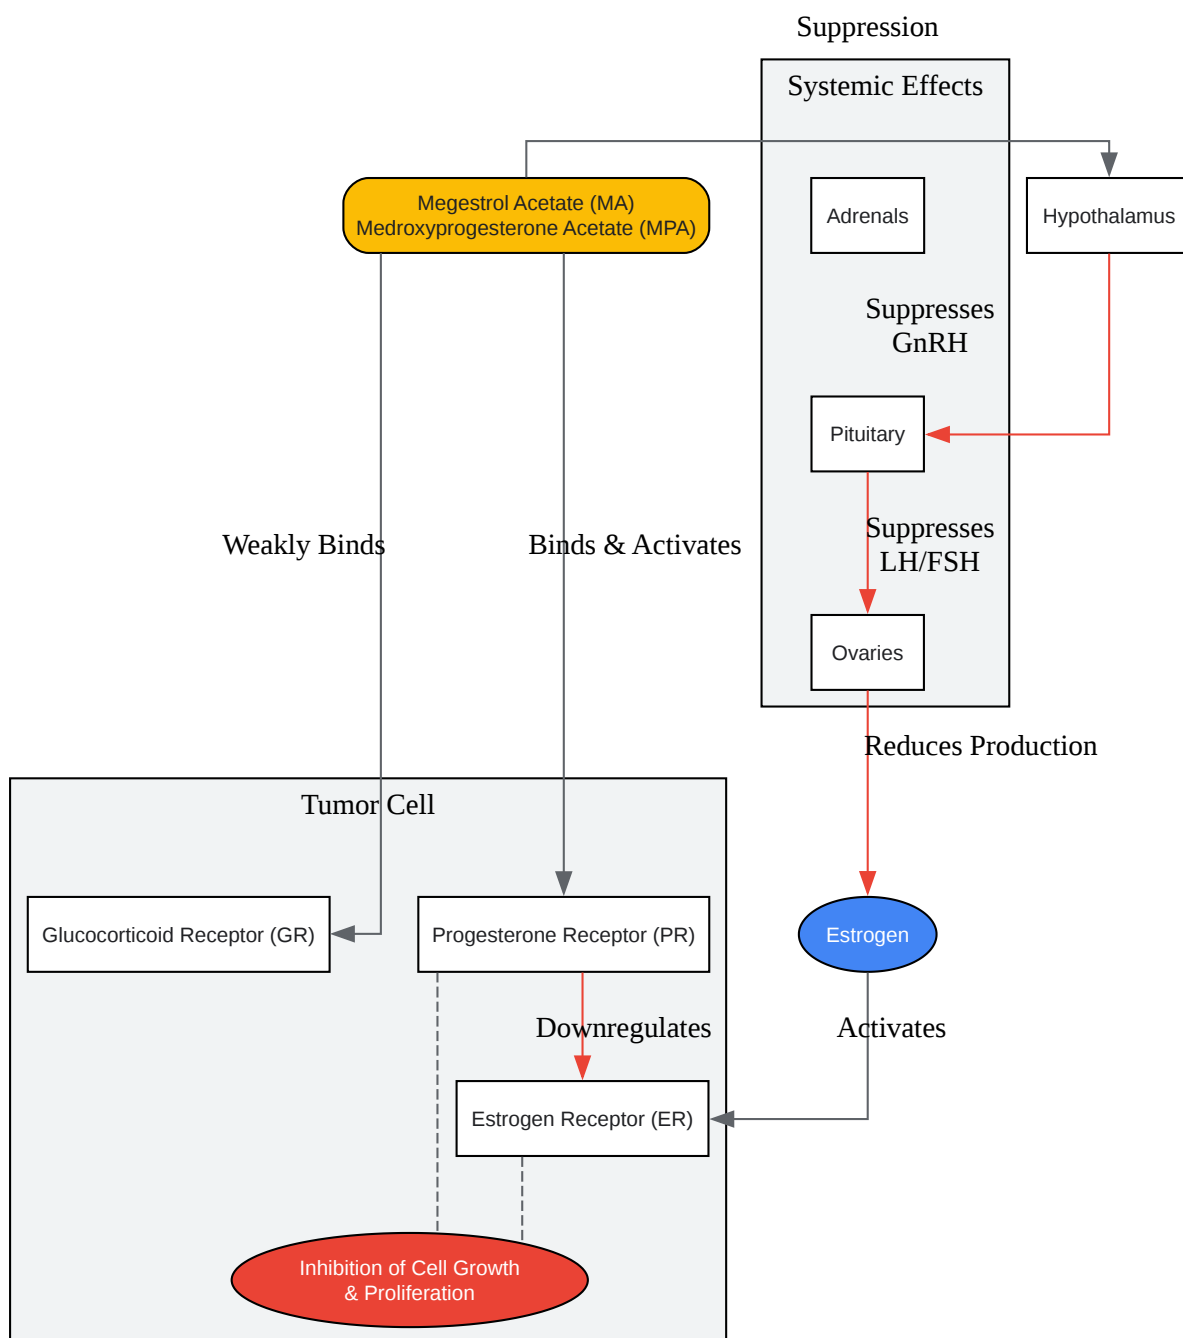 Suppression
Systemic Effects
Megestrol Acetate (MA)
Medroxyprogesterone Acetate (MPA)
Adrenals
Hypothalamus
Suppresses
GnRH
Pituitary
Weakly Binds
Binds & Activates
Suppresses
LH/FSH
Ovaries
Reduces Production
Tumor Cell
Glucocorticoid Receptor (GR)
Progesterone Receptor (PR)
Estrogen
Downregulates
Activates
Estrogen Receptor (ER)
Inhibition of Cell Growth
& Proliferation